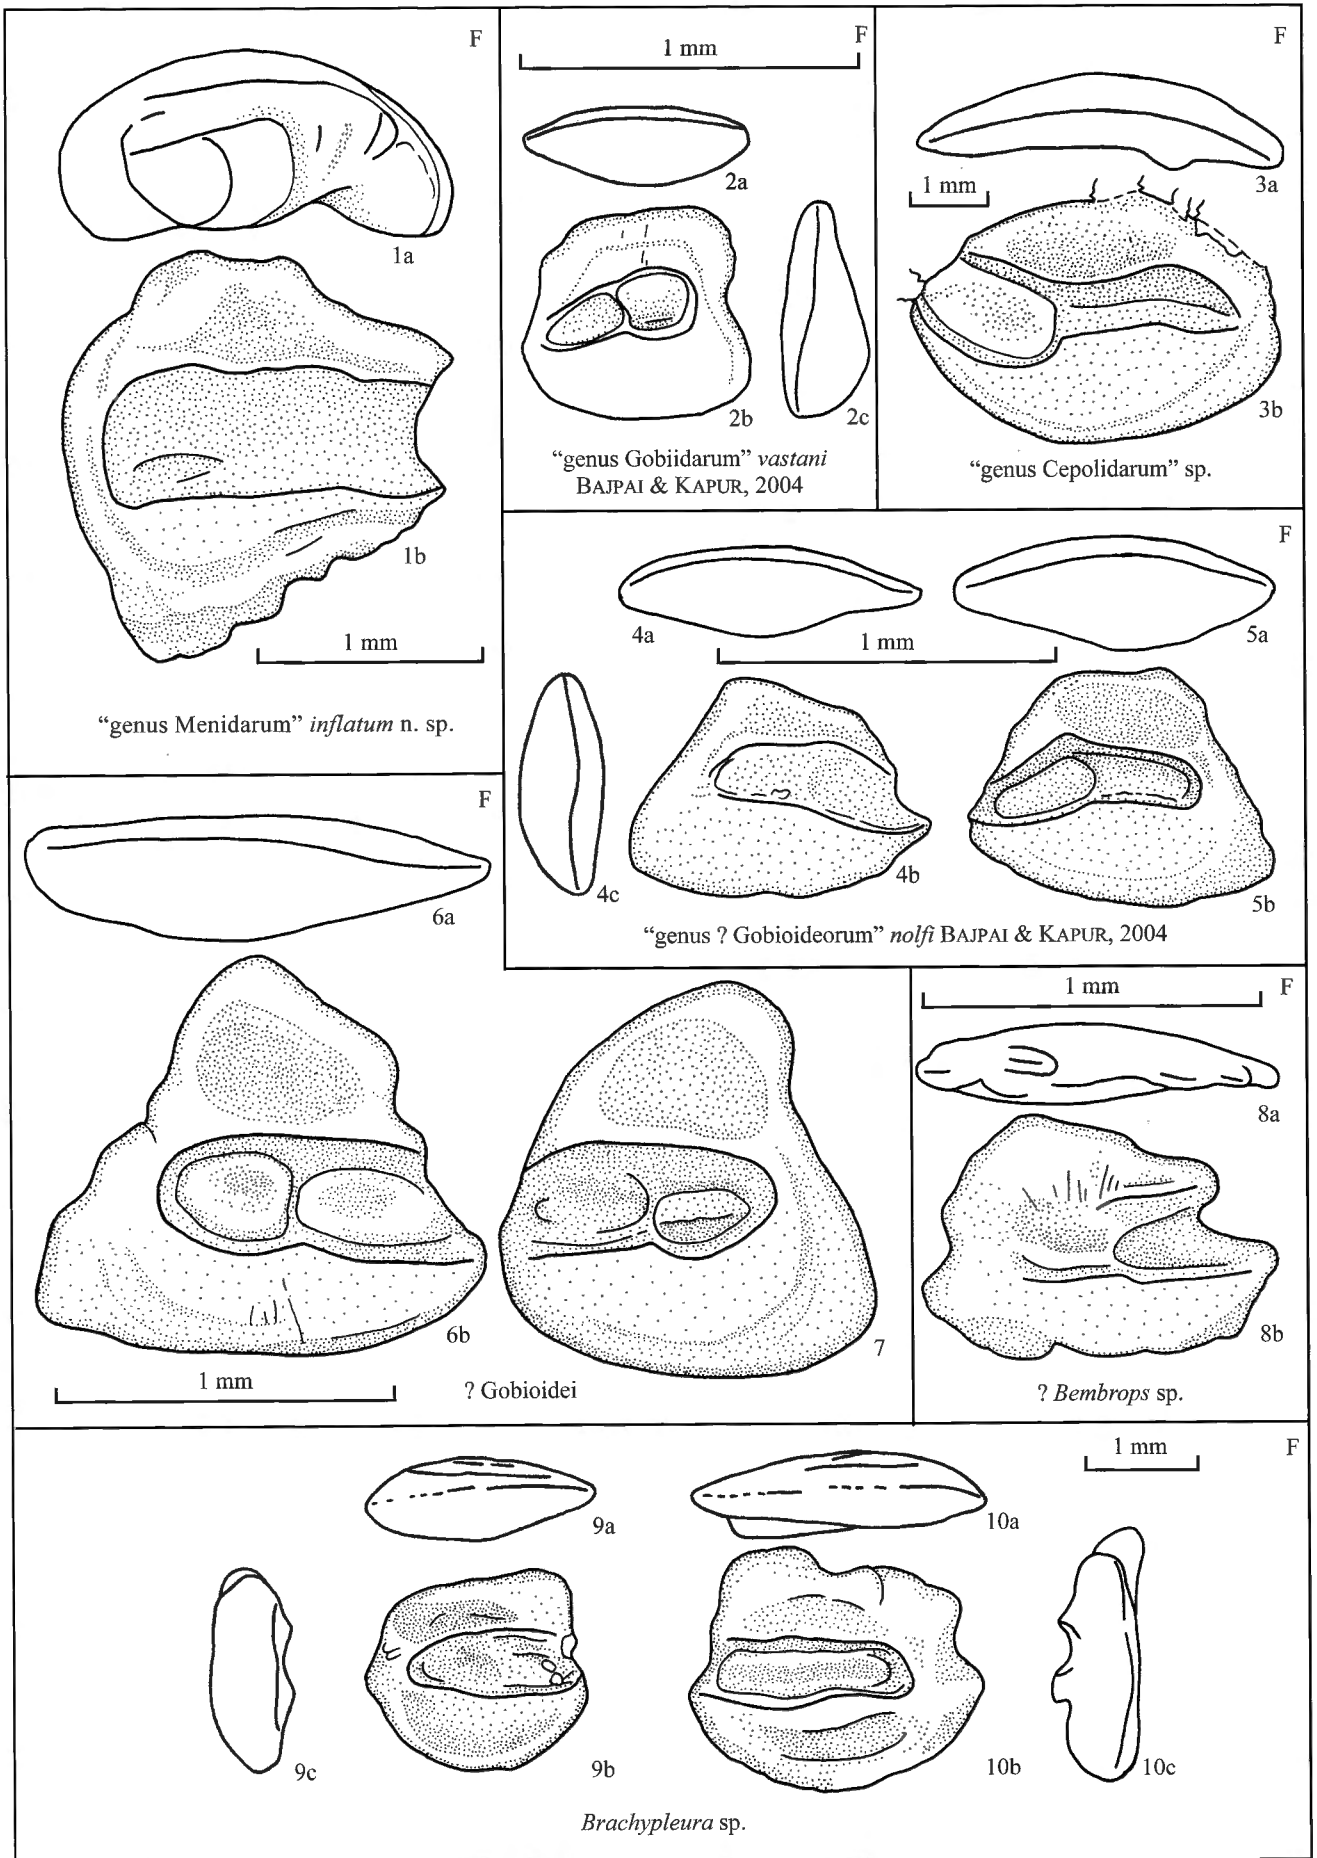 F
1a
1b
1 mm
“genus Menidarum” inflatum n. sp.
F
1 mm
2a
2b
2c
“genus Gobiidarum” vastani
BAJPAI & KAPUR, 2004
F
3a
1 mm
3b
“genus Cepolidarum” sp.
F
4a
1 mm
5a
4c
4b
5b
“genus ? Gobioideorum” nolfi BAJPAI & KAPUR, 2004
F
6a
6b
7
1 mm
? Gobioidei
1 mm
F
8a
8b
? Bembrops sp.
1 mm
F
9a
10a
9c
9b
10b
10c
Brachypleura sp.